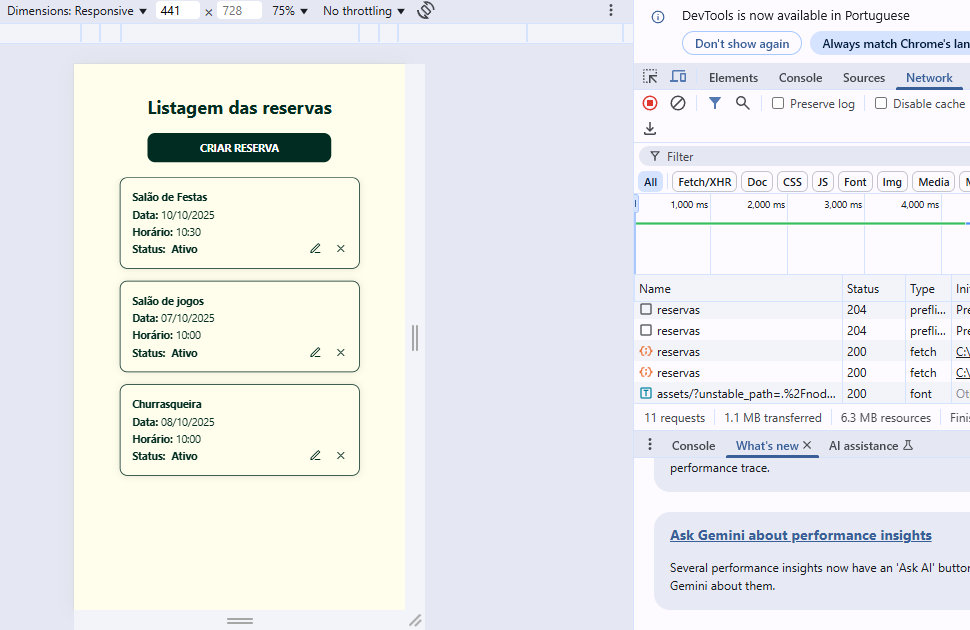 Dimensions: Responsive 441 × 728 75% No throttling
Listagem das reservas
CRIAR RESERVA
Salão de Festas
Data: 10/10/2025
Horário: 10:30
Status: Ativo
Salão de jogos
Data: 07/10/2025
Horário: 10:00
Status: Ativo
Churrasqueira
Data: 08/10/2025
Horário: 10:00
Status: Ativo
DevTools is now available in Portuguese
Don't show again Always match Chrome's lan
Elements Console Sources Network
Preserve log Disable cache
Filter
All Fetch/XHR Doc CSS JS Font Img Media
1,000 ms 2,000 ms 3,000 ms 4,000 ms
Name Status Type Ini
reservas 204 prefli... Pre
reservas 204 prefli... Pre
reservas 200 fetch C:\
reservas 200 fetch C:\
assets/?unstable_path=.%2Fnod... 200 font Ot
11 requests 1.1 MB transferred 6.3 MB resources Finis
Console What's new AI assistance
performance trace.
Ask Gemini about performance insights
Several performance insights now have an 'Ask AI' button
Gemini about them.